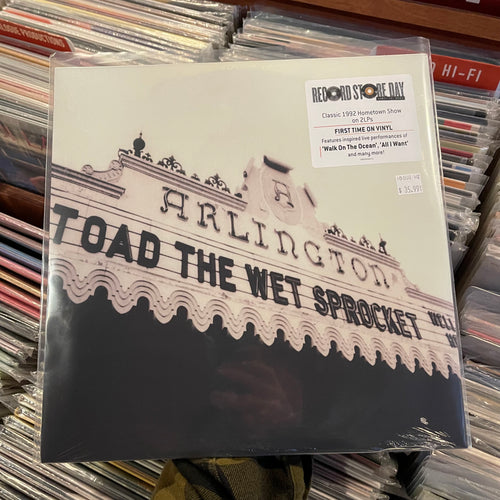 RECORD STORE DAY
Classic 1992 Hometown Show
on 2LPs
FIRST TIME ON VINYL
Features inspired live performances of
'Walk On The Ocean', 'All I Want'
and many more!
$ 35.99
HI-FI
A
ARLINGTON
TOAD THE WET SPROCKET
WELL